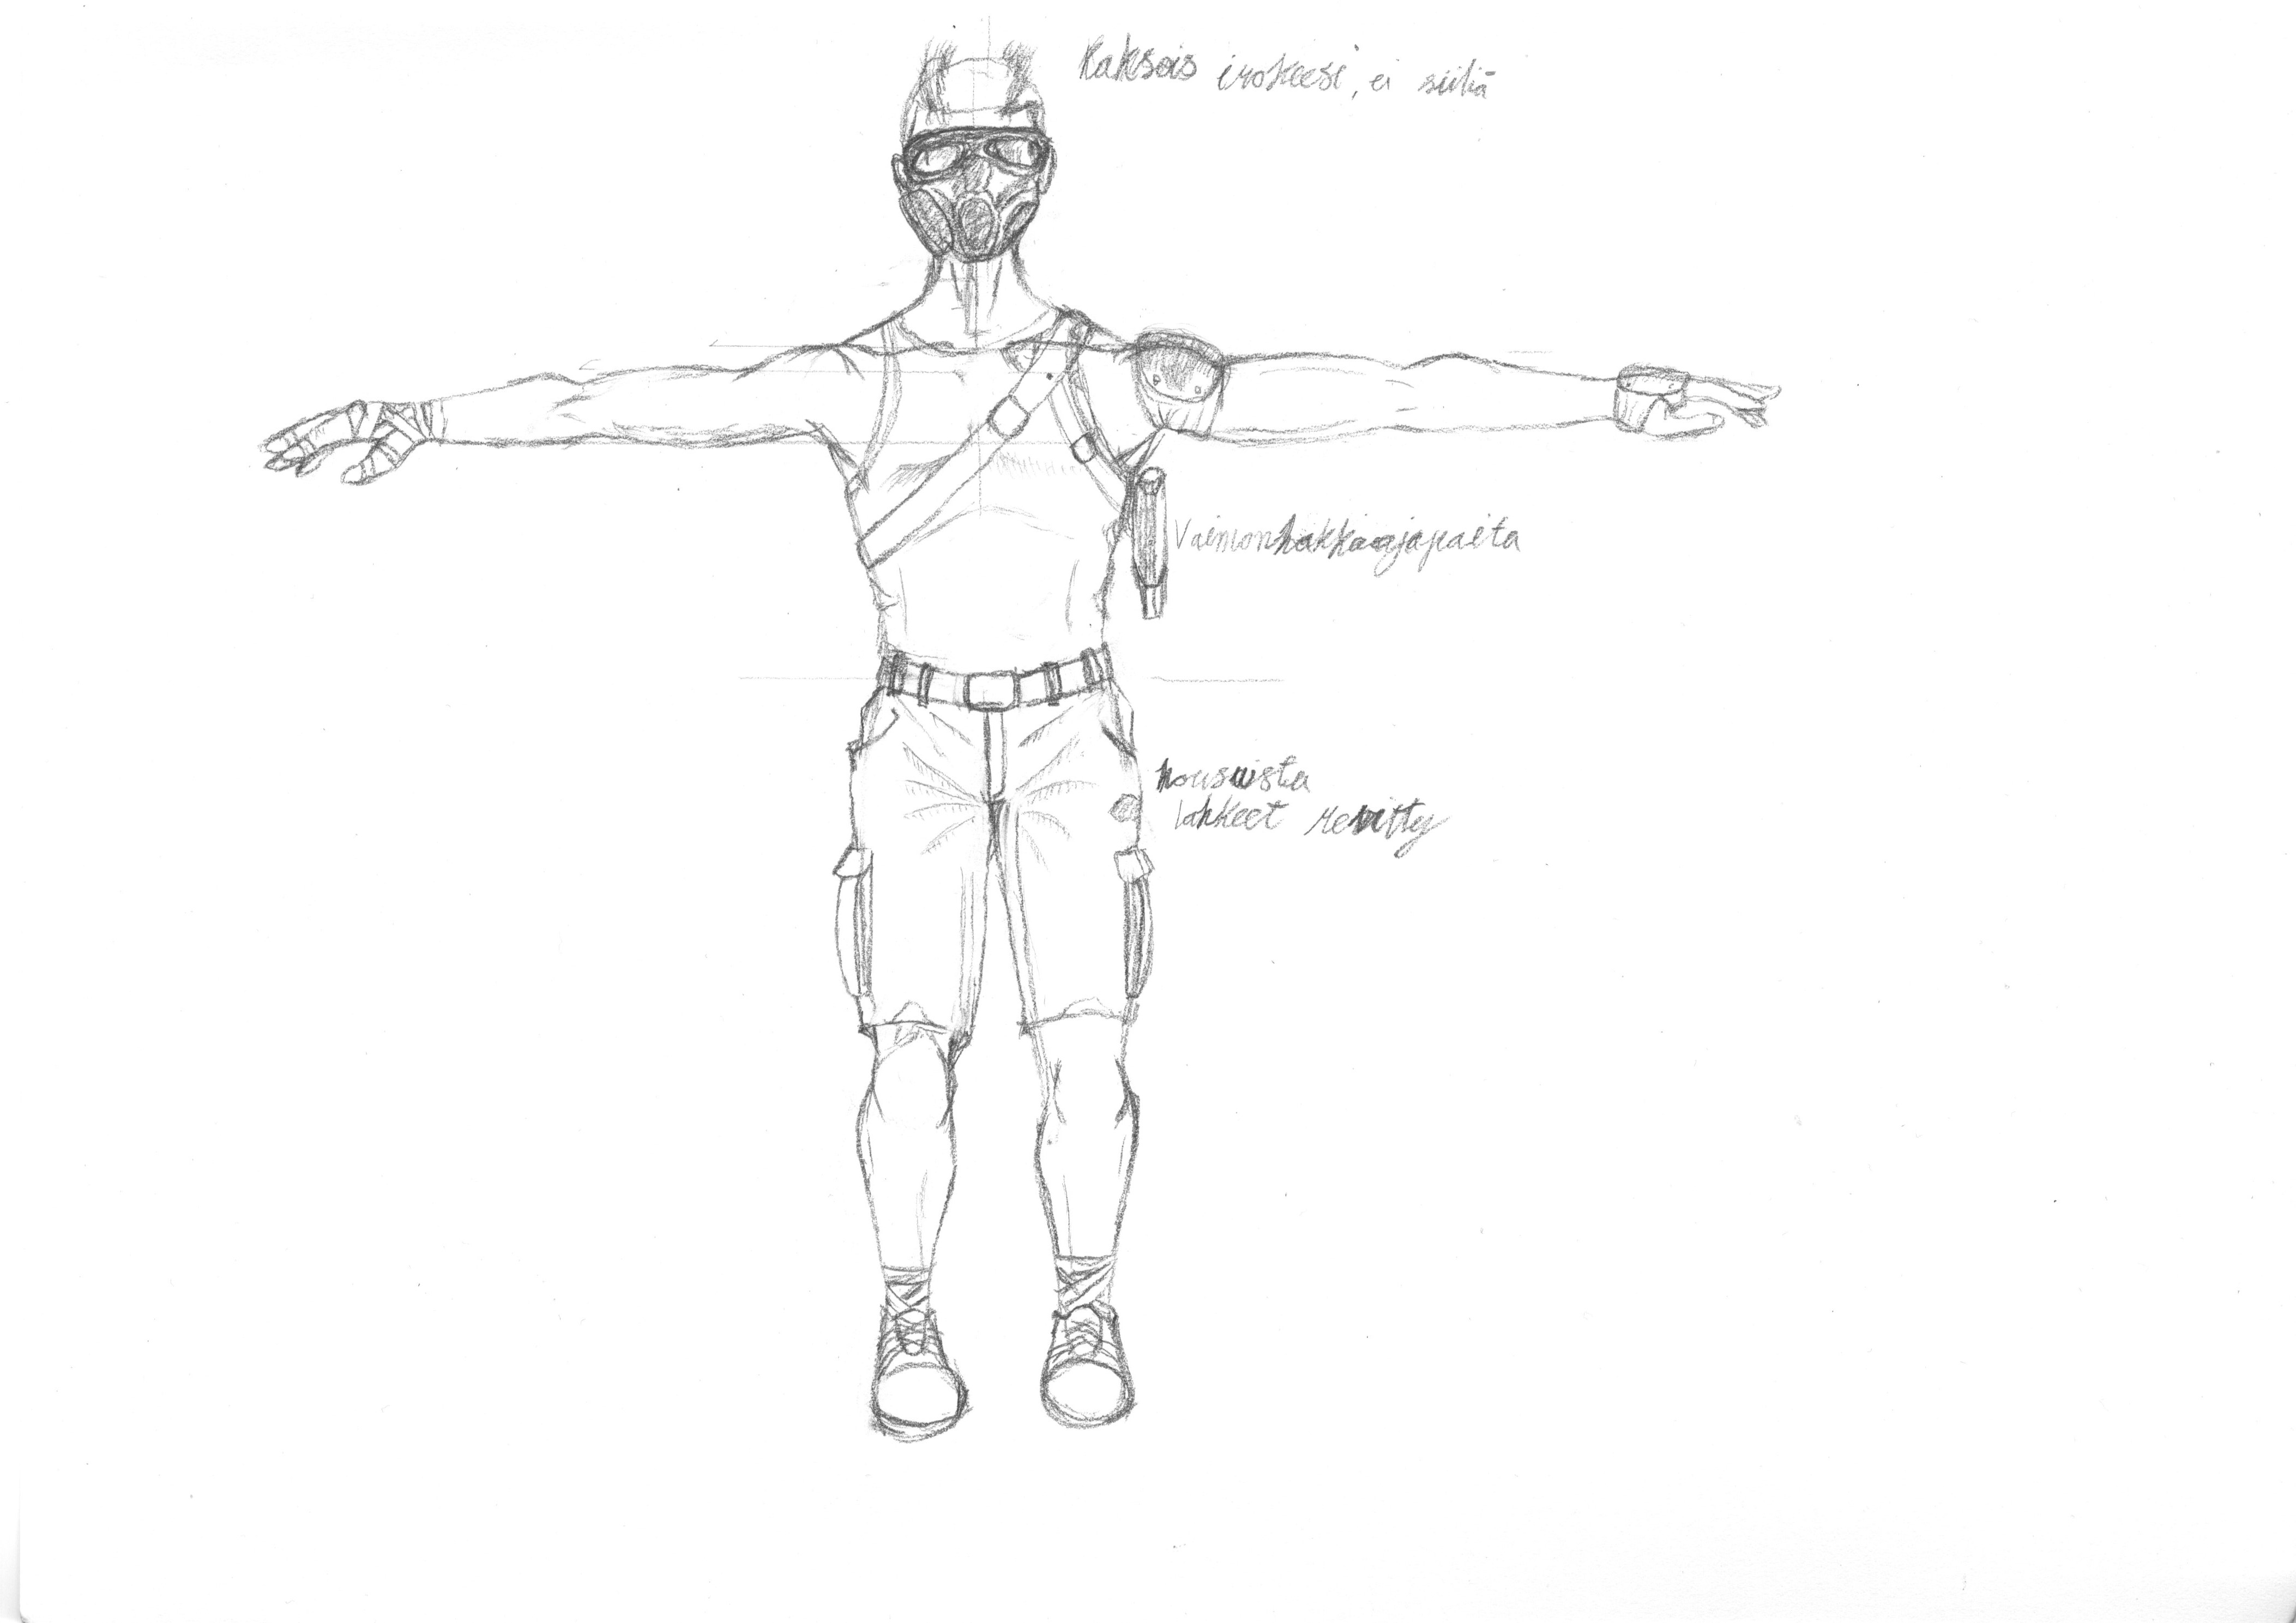 Kaksois irokeesi, ei siiliä
Vaimonhakkaajapaita
housuista
lahkeet revitty